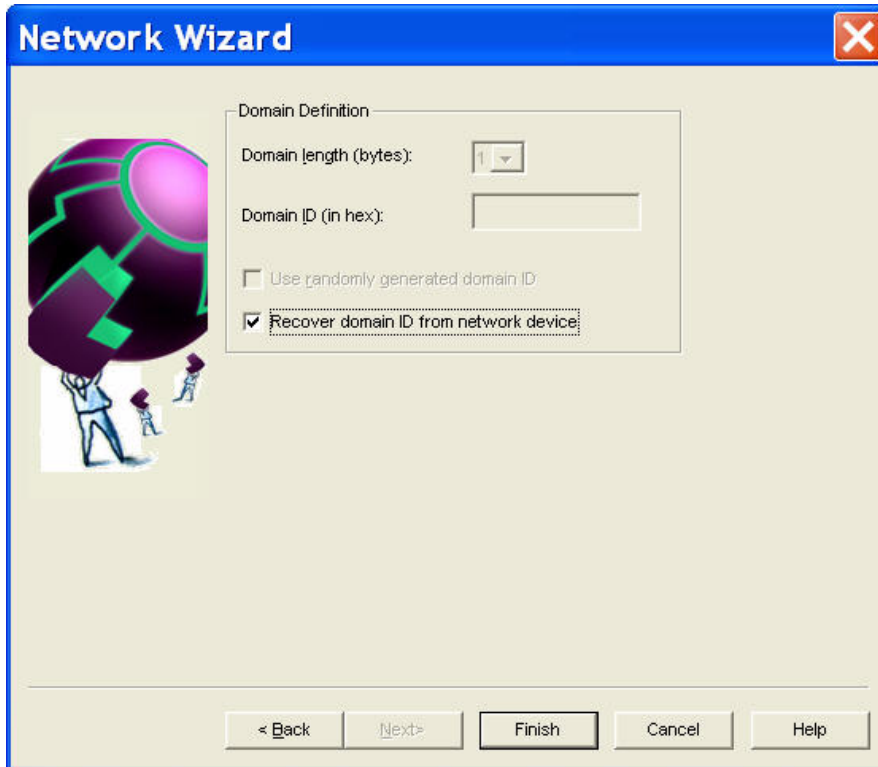 Network Wizard
Domain Definition
Domain length (bytes):
1
Domain ID (in hex):
Use randomly generated domain ID
Recover domain ID from network device
< Back
Next>
Finish
Cancel
Help